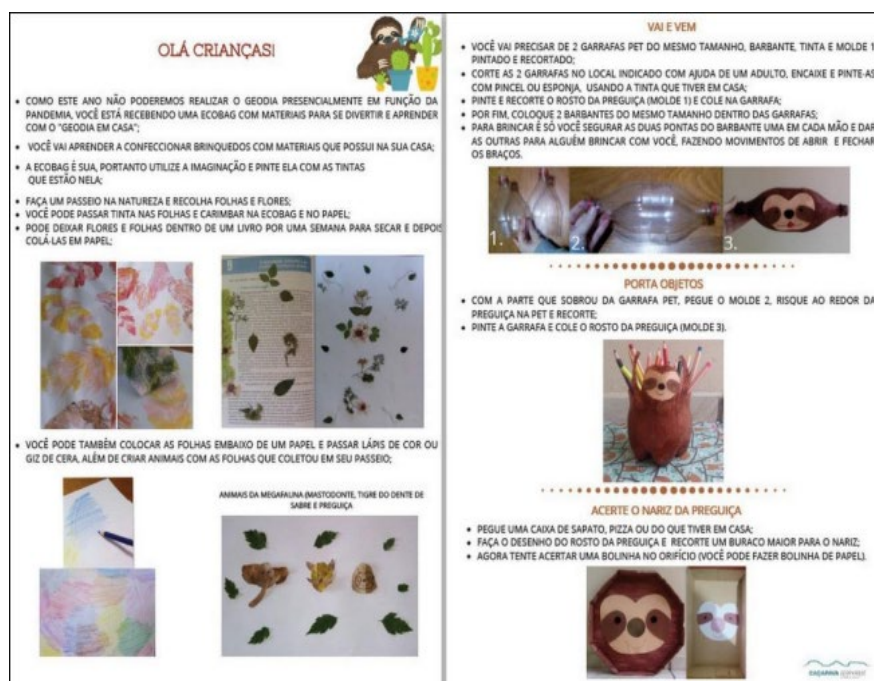 OLÁ CRIANÇAS!
• COMO ESTE ANO NÃO PODEREMOS REALIZAR O GEODIA PRESENCIALMENTE EM FUNÇÃO DA
PANDEMIA, VOCÊ ESTÁ RECEBENDO UMA ECOBAG COM MATERIAIS PARA SE DIVERTIR E APRENDER
COM O "GEODIA EM CASA";
• VOCÊ VAI APRENDER A CONFECCIONAR BRINQUEDOS COM MATERIAIS QUE POSSUI NA SUA CASA;
• A ECOBAG É SUA, PORTANTO UTILIZE A IMAGINAÇÃO E PINTE ELA COM AS TINTAS
QUE ESTÃO NELA;
• FAÇA UM PASSEIO NA NATUREZA E RECOLHA FOLHAS E FLORES;
• VOCÊ PODE PASSAR TINTA NAS FOLHAS E CARIMBAR NA ECOBAG E NO PAPEL;
• PODE DEIXAR FLORES E FOLHAS DENTRO DE UM LIVRO POR UMA SEMANA PARA SECAR E DEPOIS
COLÁ-LAS EM PAPEL;
• VOCÊ PODE TAMBÉM COLOCAR AS FOLHAS EMBAIXO DE UM PAPEL E PASSAR LÁPIS DE COR OU
GIZ DE CERA, ALÉM DE CRIAR ANIMAIS COM AS FOLHAS QUE COLETOU EM SEU PASSEIO;
ANIMAIS DA MEGAFAUNA (MASTODONTE, TIGRE DO DENTE DE
SABRE E PREGUIÇA
VAI E VEM
• VOCÊ VAI PRECISAR DE 2 GARRAFAS PET DO MESMO TAMANHO, BARBANTE, TINTA E MOLDE 1
PINTADO E RECORTADO;
• CORTE AS 2 GARRAFAS NO LOCAL INDICADO COM AJUDA DE UM ADULTO, ENCAIXE E PINTE-AS
COM PINCEL OU ESPONJA, USANDO A TINTA QUE TIVER EM CASA;
• PINTE E RECORTE O ROSTO DA PREGUIÇA (MOLDE 1) E COLE NA GARRAFA;
• POR FIM, COLOQUE 2 BARBANTES DO MESMO TAMANHO DENTRO DAS GARRAFAS;
• PARA BRINCAR É SÓ VOCÊ SEGURAR AS DUAS PONTAS DO BARBANTE UMA EM CADA MÃO E DAR
AS OUTRAS PARA ALGUÉM BRINCAR COM VOCÊ, FAZENDO MOVIMENTOS DE ABRIR E FECHAR
OS BRAÇOS.
1. 2. 3.
PORTA OBJETOS
• COM A PARTE QUE SOBROU DA GARRAFA PET, PEGUE O MOLDE 2, RISQUE AO REDOR DA
PREGUIÇA NA PET E RECORTE;
• PINTE A GARRAFA E COLE O ROSTO DA PREGUIÇA (MOLDE 3).
ACERTE O NARIZ DA PREGUIÇA
• PEGUE UMA CAIXA DE SAPATO, PIZZA OU DO QUE TIVER EM CASA;
• FAÇA O DESENHO DO ROSTO DA PREGUIÇA E RECORTE UM BURACO MAIOR PARA O NARIZ;
• AGORA TENTE ACERTAR UMA BOLINHA NO ORIFÍCIO (VOCÊ PODE FAZER BOLINHA DE PAPEL).
CAÇAPAVA